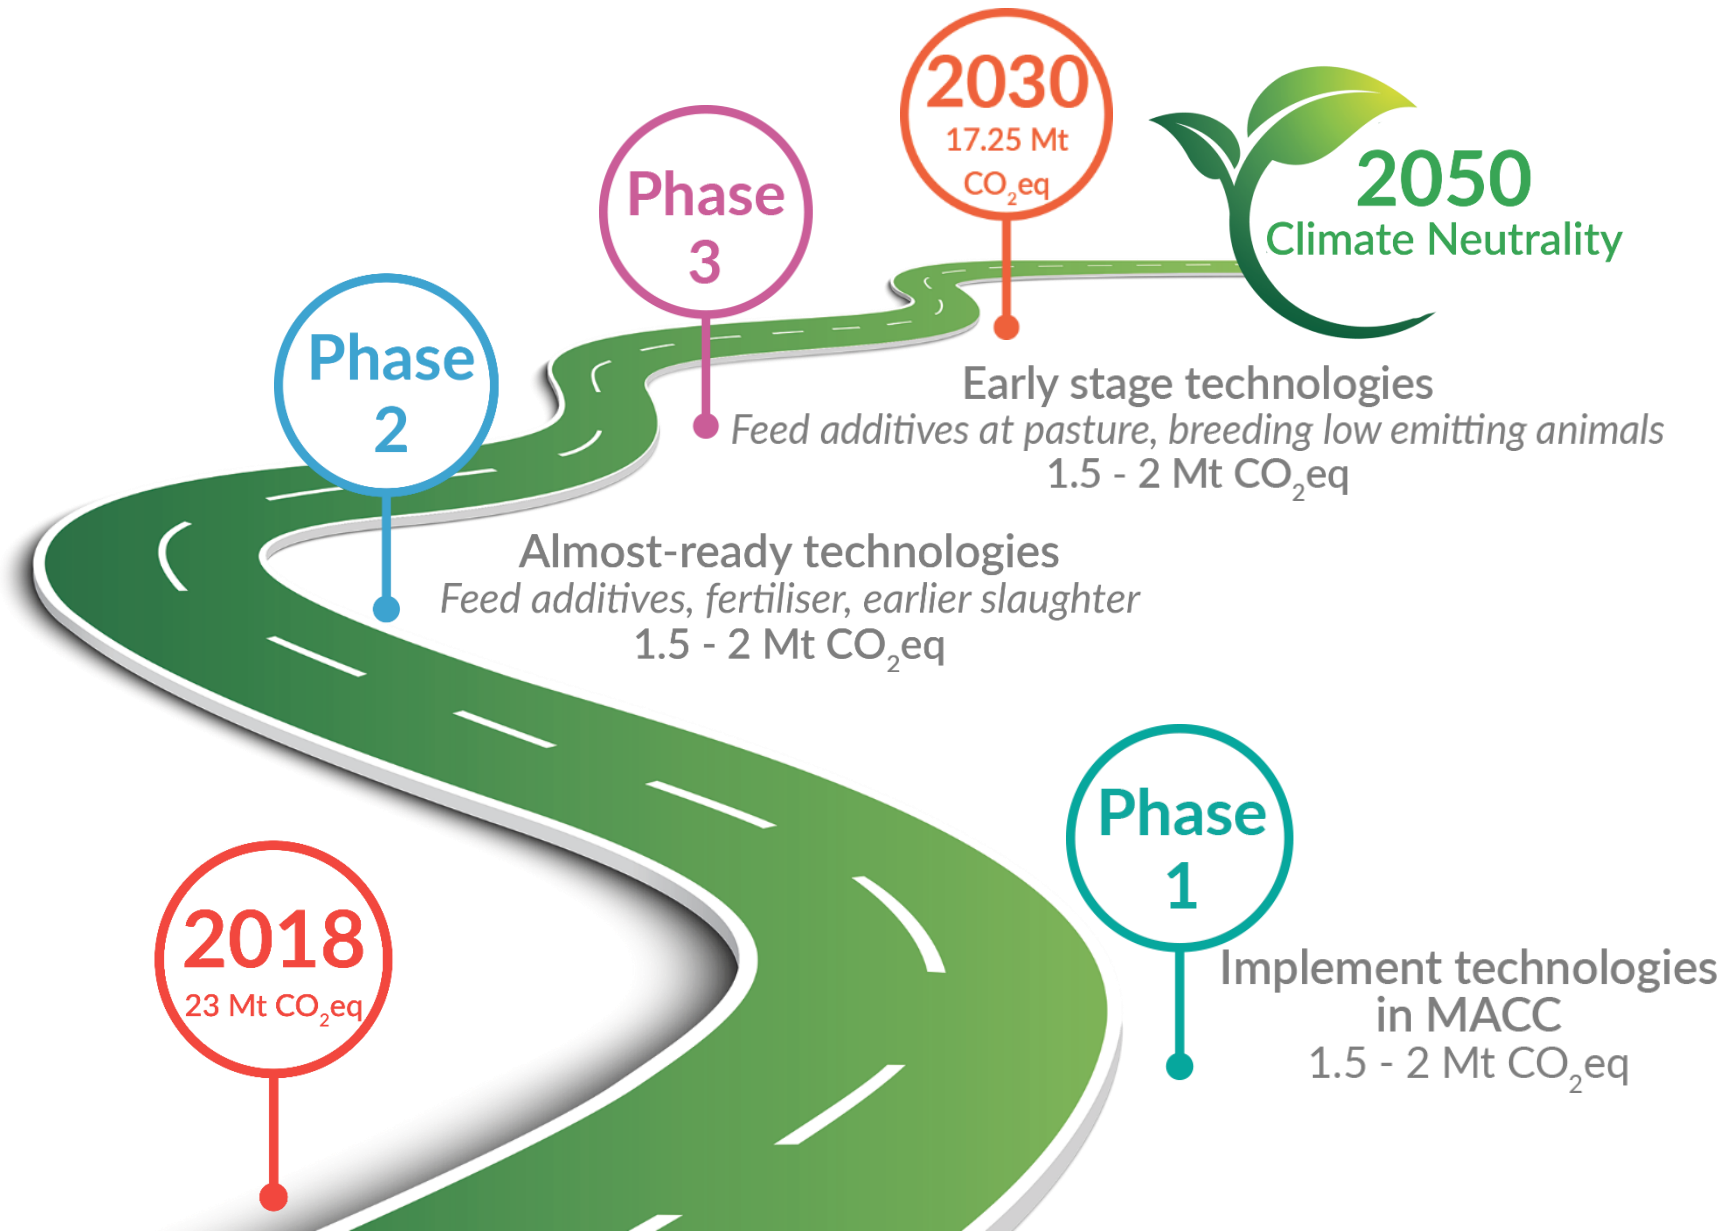 2030
17.25 Mt
CO₂eq
2050
Climate Neutrality
Phase
3
Early stage technologies
Feed additives at pasture, breeding low emitting animals
1.5 - 2 Mt CO₂eq
Phase
2
Almost-ready technologies
Feed additives, fertiliser, earlier slaughter
1.5 - 2 Mt CO₂eq
Phase
1
Implement technologies
in MACC
1.5 - 2 Mt CO₂eq
2018
23 Mt CO₂eq